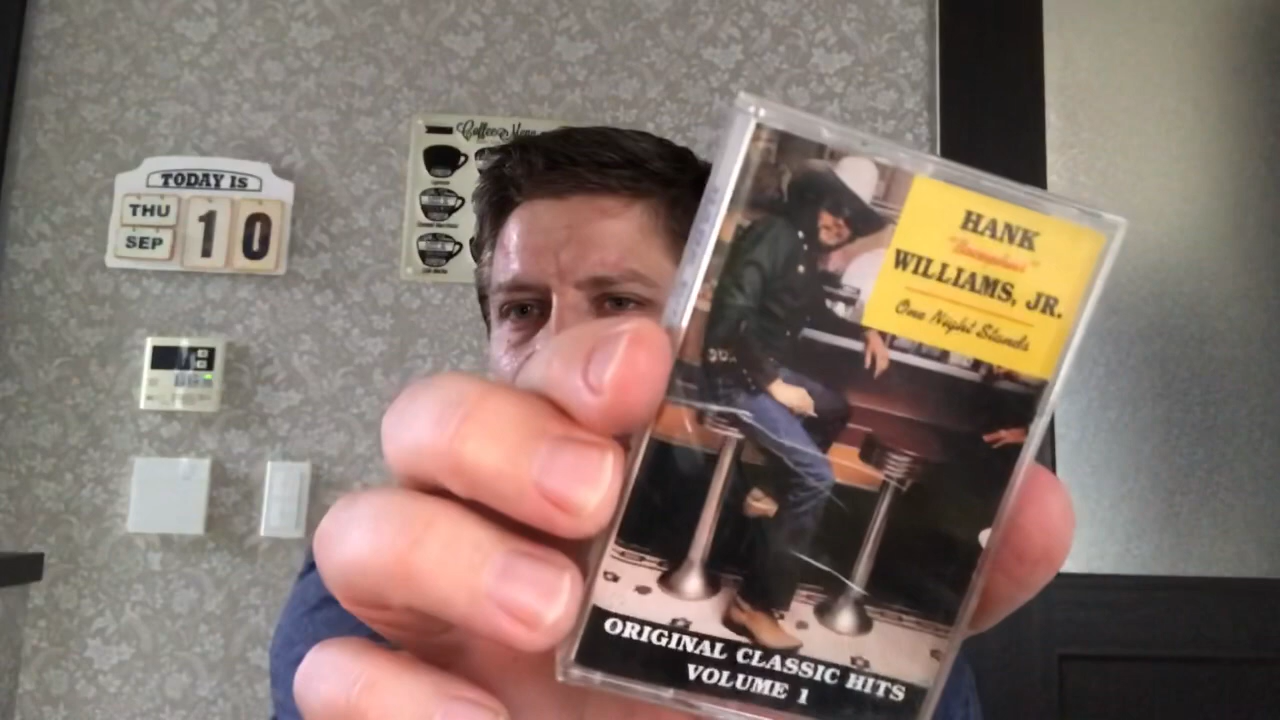 TODAY IS
THU
SEP
10
Coffee Menu
HANK
"Bocephus"
WILLIAMS, JR.
One Night Stands
ORIGINAL CLASSIC HITS
VOLUME 1